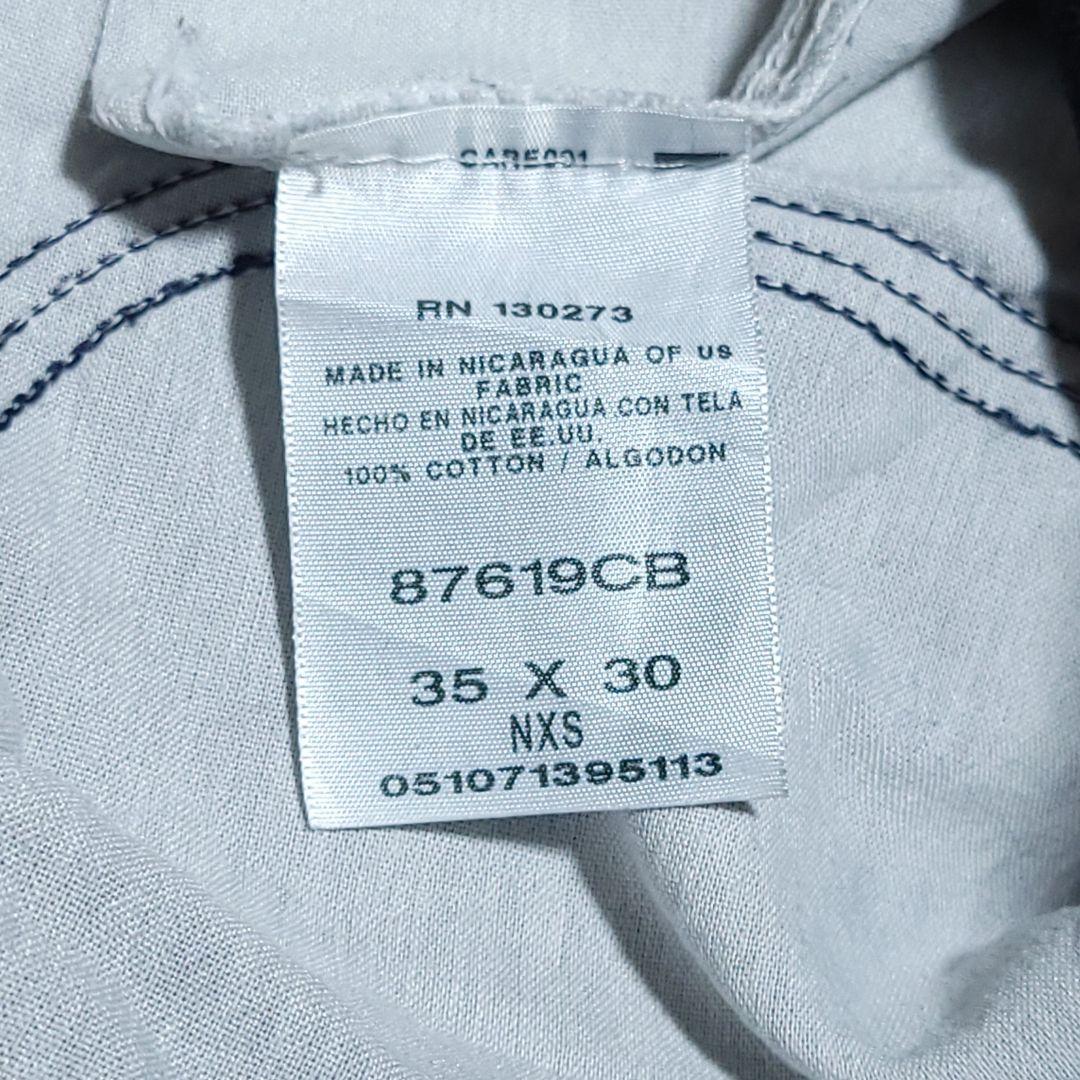 CARE001
RN 130273
MADE IN NICARAGUA OF US
FABRIC
HECHO EN NICARAGUA CON TELA
DE EE.UU.
100% COTTON / ALGODON
87619CB
35 X 30
NXS
051071395113